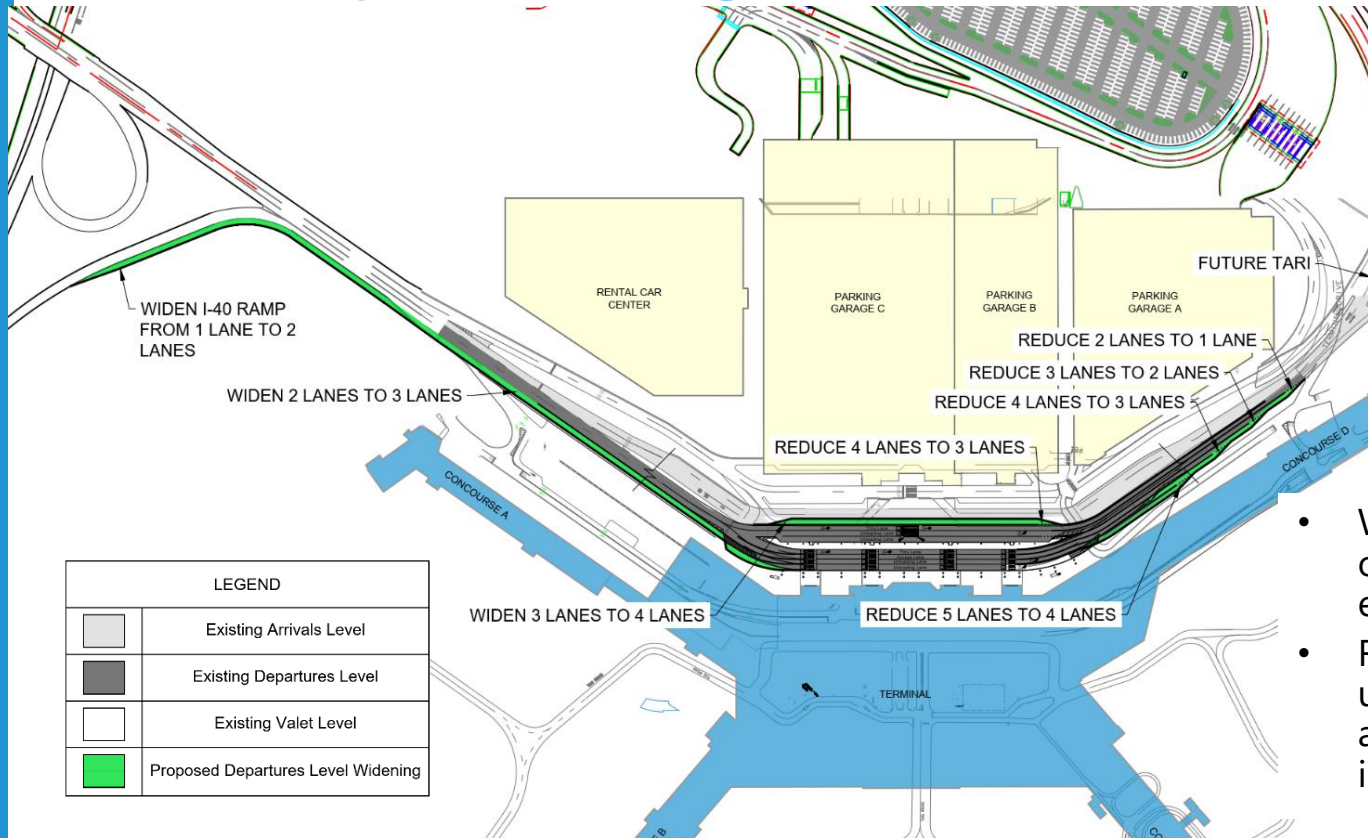 FUTURE TARI
RENTAL CAR
CENTER
PARKING
GARAGE C
PARKING
GARAGE B
PARKING
GARAGE A
WIDEN I-40 RAMP
FROM 1 LANE TO 2
LANES
REDUCE 2 LANES TO 1 LANE
REDUCE 3 LANES TO 2 LANES
WIDEN 2 LANES TO 3 LANES
REDUCE 4 LANES TO 3 LANES
REDUCE 4 LANES TO 3 LANES
CONCOURSE D
CONCOURSE A
WIDEN 3 LANES TO 4 LANES
REDUCE 5 LANES TO 4 LANES
LEGEND
Existing Arrivals Level
Existing Departures Level
Existing Valet Level
Proposed Departures Level Widening
TERMINAL